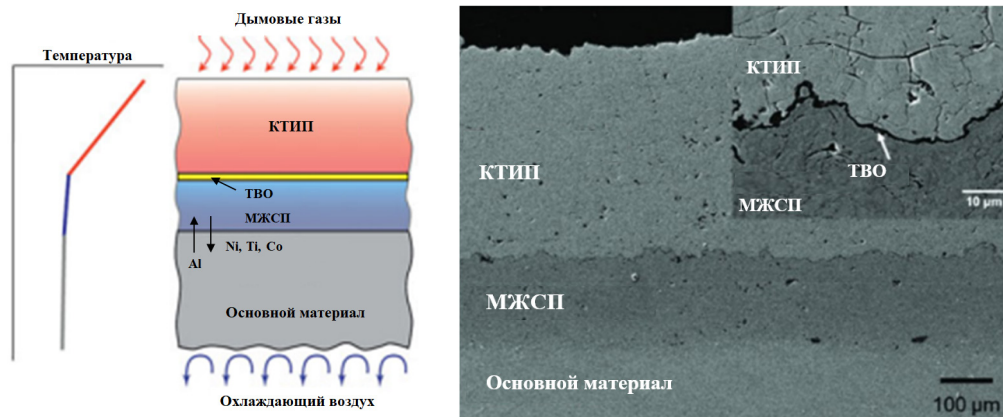 Дымовые газы
Температура
КТИП
ТВО
МЖСП
Ni, Ti, Co
Al
Основной материал
Охлаждающий воздух
КТИП
ТВО
МЖСП
10 µm
КТИП
МЖСП
Основной материал
100 µm